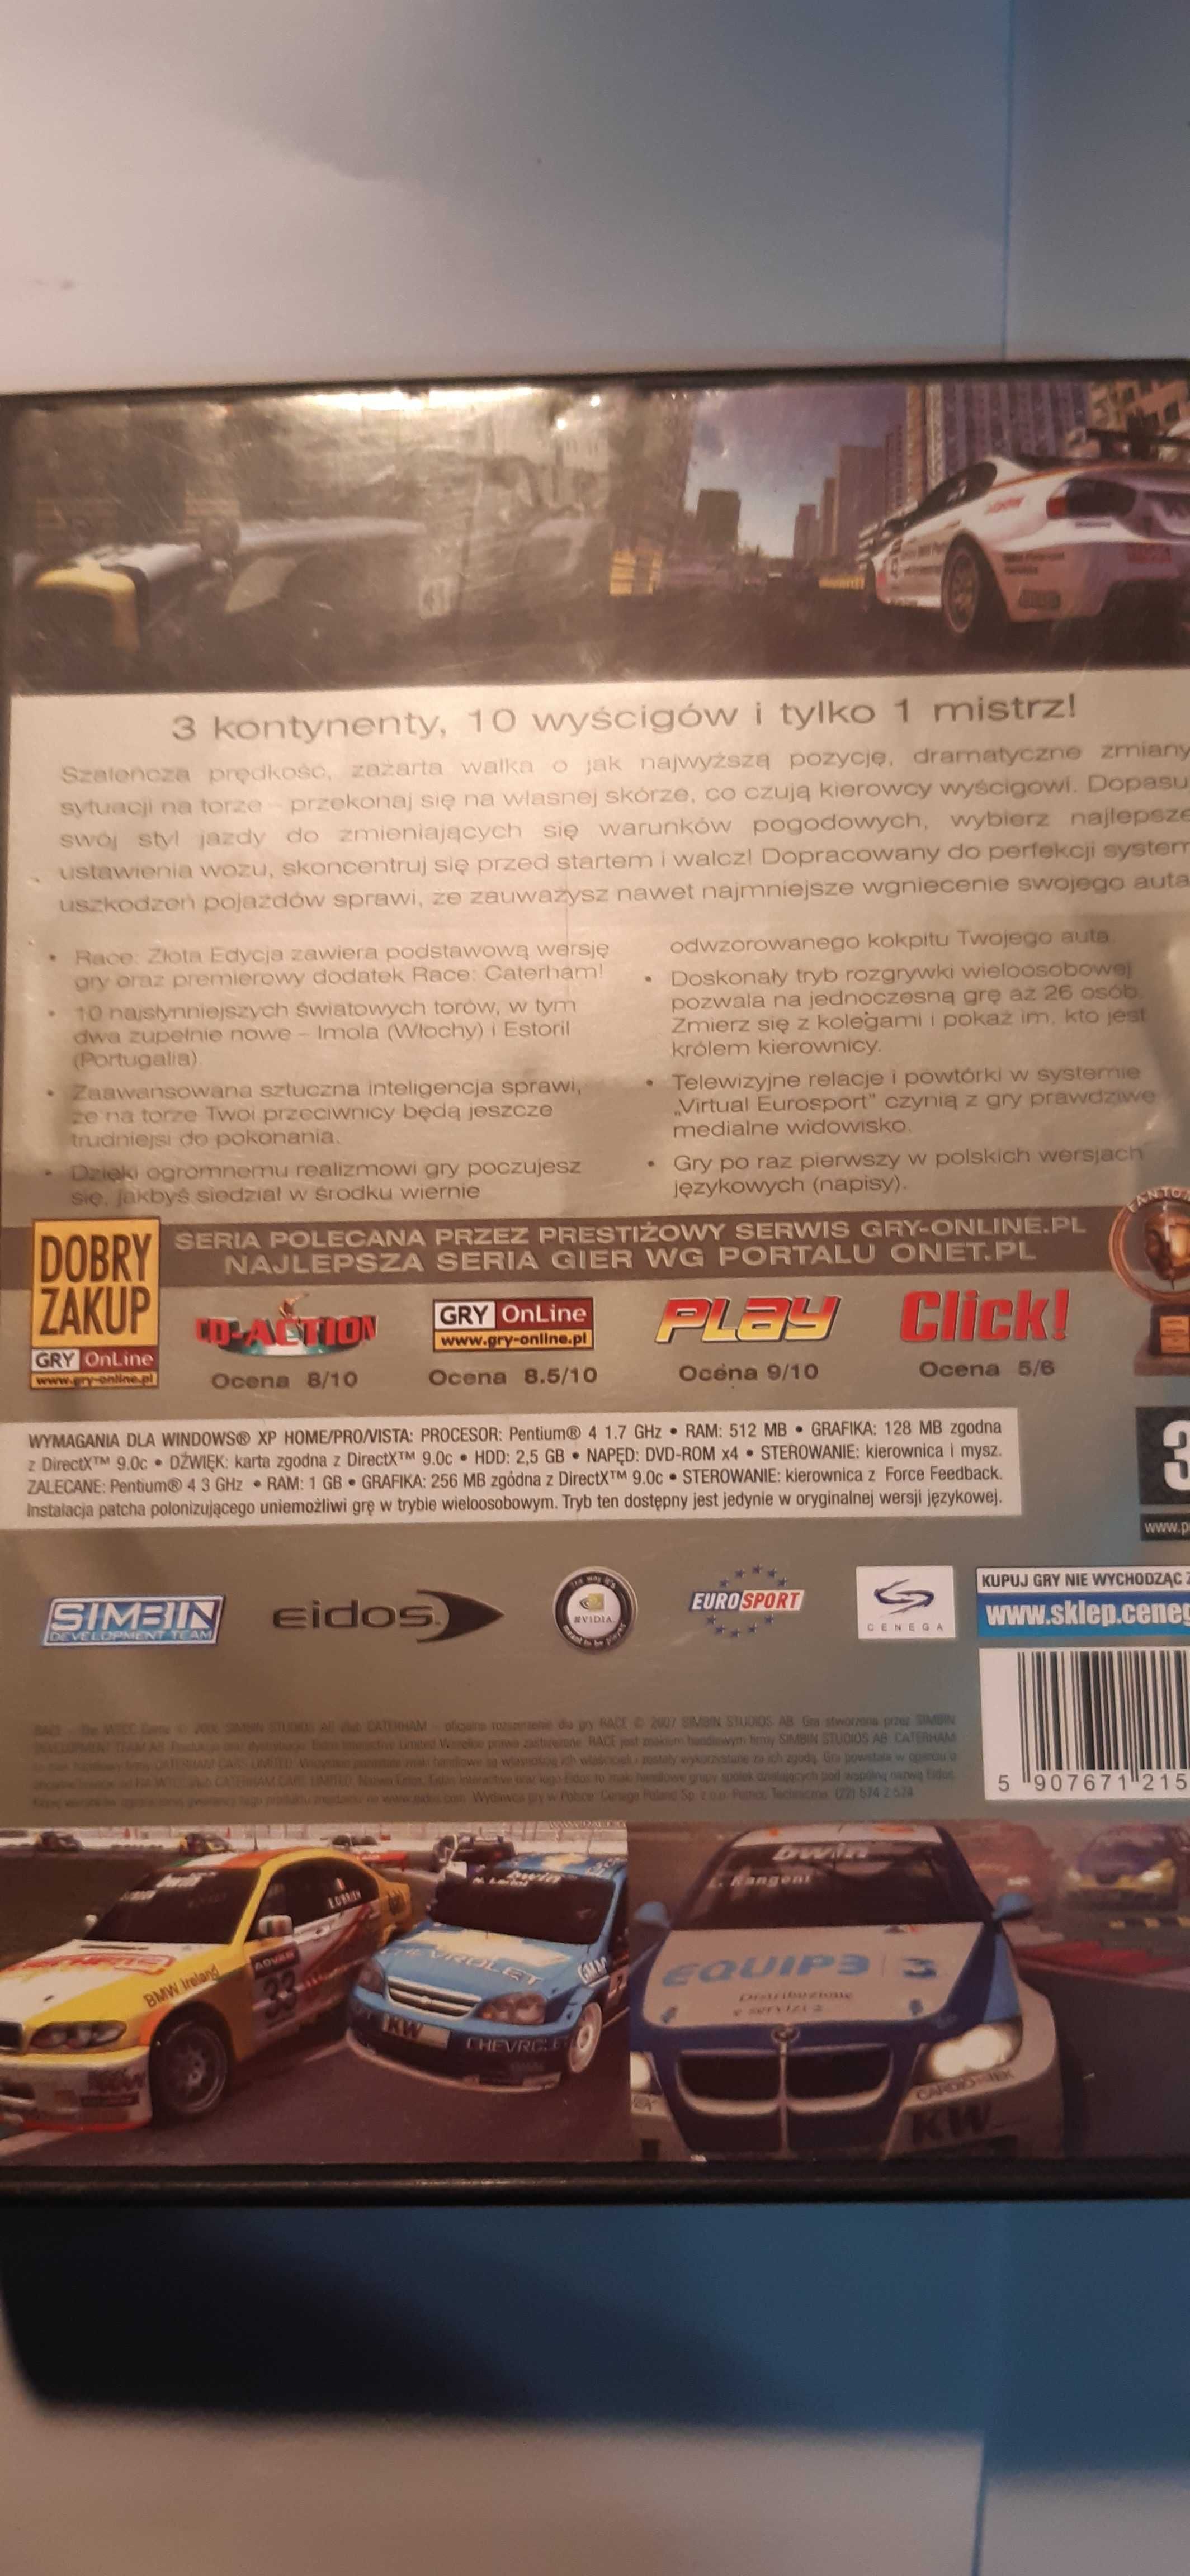 3 kontynenty, 10 wyścigów i tylko 1 mistrz!
Szaleńcza prędkość, zażarta walka o jak najwyższą pozycję, dramatyczne zmiany
sytuacji na torze – przekonaj się na własnej skórze, co czują kierowcy wyścigowi. Dopasu
swój styl jazdy do zmieniających się warunków pogodowych, wybierz najlepsze
ustawienia wozu, skoncentruj się przed startem i walcz! Dopracowany do perfekcji system
uszkodzeń pojazdów sprawi, że zauważysz nawet najmniejsze wgniecenie swojego auta
• Race: Złota Edycja zawiera podstawową wersję
gry oraz premierowy dodatek Race: Caterham!
• 10 najsłynniejszych światowych torów, w tym
dwa zupełnie nowe – Imola (Włochy) i Estoril
(Portugalia).
• Zaawansowana sztuczna inteligencja sprawi,
że na torze Twoi przeciwnicy będą jeszcze
trudniejsi do pokonania.
• Dzięki ogromnemu realizmowi gry poczujesz
się, jakbyś siedział w środku wiernie
odwzorowanego kokpitu Twojego auta.
• Doskonały tryb rozgrywki wieloosobowej
pozwala na jednoczesną grę aż 26 osób.
Zmierz się z kolegami i pokaż im, kto jest
królem kierownicy.
• Telewizyjne relacje i powtórki w systemie
„Virtual Eurosport” czynią z gry prawdziwe
medialne widowisko.
• Gry po raz pierwszy w polskich wersjach
językowych (napisy).
DOBRY
ZAKUP
GRY OnLine
www.gry-online.pl
SERIA POLECANA PRZEZ PRESTIŻOWY SERWIS GRY-ONLINE.PL
NAJLEPSZA SERIA GIER WG PORTALU ONET.PL
CD-ACTION
Ocena 8/10
GRY OnLine
www.gry-online.pl
Ocena 8.5/10
PLAY
Ocena 9/10
Click!
Ocena 5/6
WYMAGANIA DLA WINDOWS® XP HOME/PRO/VISTA: PROCESOR: Pentium® 4 1.7 GHz • RAM: 512 MB • GRAFIKA: 128 MB zgodna
z DirectX™ 9.0c • DŹWIĘK: karta zgodna z DirectX™ 9.0c • HDD: 2,5 GB • NAPĘD: DVD-ROM x4 • STEROWANIE: kierownica i mysz.
ZALECANE: Pentium® 4 3 GHz • RAM: 1 GB • GRAFIKA: 256 MB zgodna z DirectX™ 9.0c • STEROWANIE: kierownica z Force Feedback.
Instalacja patcha polonizującego uniemożliwi grę w trybie wieloosobowym. Tryb ten dostępny jest jedynie w oryginalnej wersji językowej.
3
www.p
SIMBIN
DEVELOPMENT TEAM
eidos
NVIDIA
EUROSPORT
CENEGA
KUPUJ GRY NIE WYCHODZĄC Z
www.sklep.ceneg
5 907671 215
bwin
BMW Ireland
33
CHEVROLET
KW
CHEVROLET
bwin
EQUIP3 3
Distribuzione
e servizi
KW